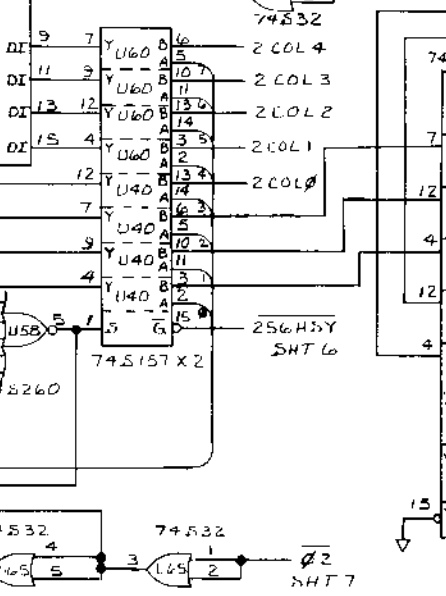 74S32
74
DI 9 7 Y U60 B 6 2 COL 4
A 5
DI 11 9 Y U60 B 10 7 2 COL 3
A 11
DI 13 12 Y U60 B 13 6 2 COL 2
A 14
DI 15 4 Y U60 B 3 5 2 COL 1
A 2
12 Y U40 B 13 4 2 COL Ø
A 14
7 Y U40 B 6 3
A 5
9 Y U40 B 10 2
A 11
4 Y U40 B 3 1
A 2
Ø
7
12
4
12
4
U58 5 1 S G 15 256HSY
SHT 6
74S157 X 2
S260
15
74S32
4
5
3
74S32
L65
1
2
Ø2
SHT 7